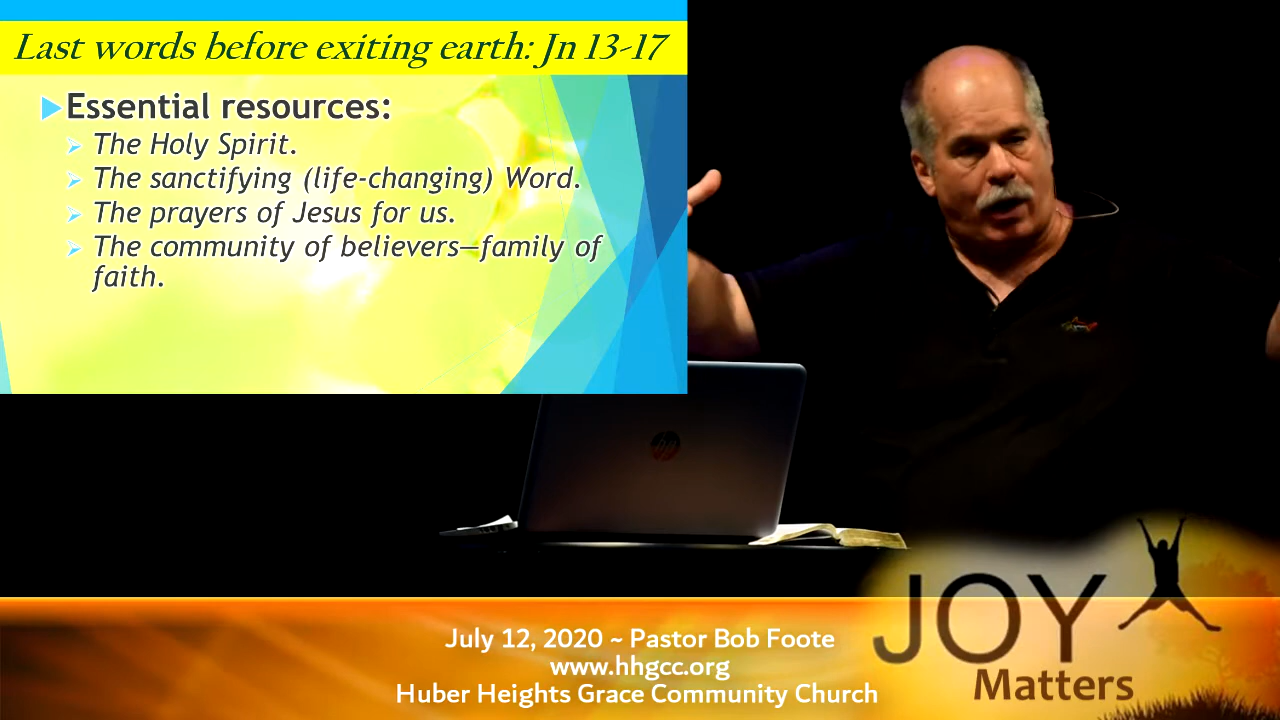 Last words before exiting earth: Jn 13-17
Essential resources:
The Holy Spirit.
The sanctifying (life-changing) Word.
The prayers of Jesus for us.
The community of believers—family of
faith.
hp
JOY
Matters
July 12, 2020 ~ Pastor Bob Foote
www.hhgcc.org
Huber Heights Grace Community Church